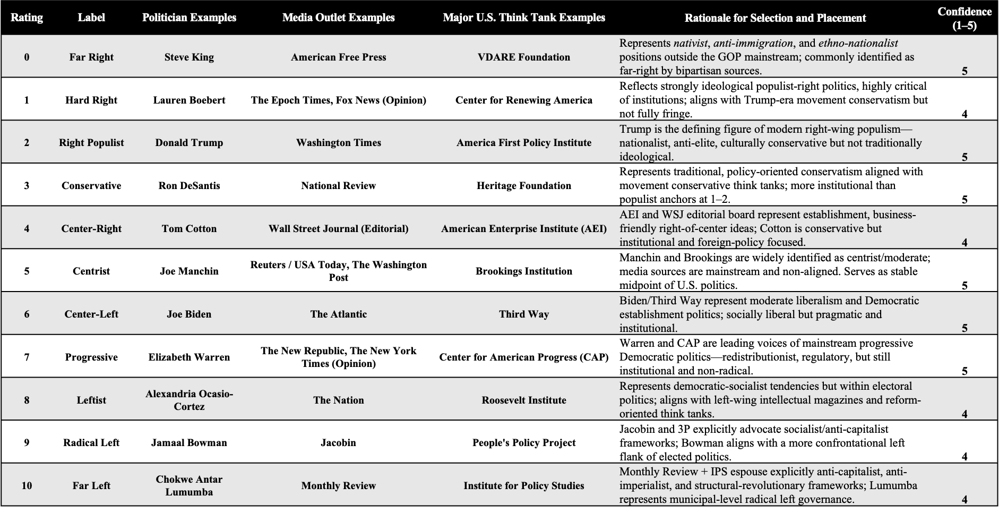 Rating Label Politician Examples Media Outlet Examples Major U.S. Think Tank Examples Rationale for Selection and Placement Confidence
(1–5)
0 Far Right Steve King American Free Press VDARE Foundation
Represents nativist, anti-immigration, and ethno-nationalist
positions outside the GOP mainstream; commonly identified as
far-right by bipartisan sources.
5
1 Hard Right Lauren Boebert The Epoch Times, Fox News (Opinion) Center for Renewing America
Reflects strongly ideological populist-right politics, highly critical
of institutions; aligns with Trump-era movement conservatism but
not fully fringe.
4
2 Right Populist Donald Trump Washington Times America First Policy Institute
Trump is the defining figure of modern right-wing populism—
nationalist, anti-elite, culturally conservative but not traditionally
ideological.
5
3 Conservative Ron DeSantis National Review Heritage Foundation
Represents traditional, policy-oriented conservatism aligned with
movement conservative think tanks; more institutional than
populist anchors at 1–2.
5
4 Center-Right Tom Cotton Wall Street Journal (Editorial) American Enterprise Institute (AEI)
AEI and WSJ editorial board represent establishment, business-
friendly right-of-center ideas; Cotton is conservative but
institutional and foreign-policy focused.
4
5 Centrist Joe Manchin Reuters / USA Today, The Washington
Post
Brookings Institution
Manchin and Brookings are widely identified as centrist/moderate;
media sources are mainstream and non-aligned. Serves as stable
midpoint of U.S. politics.
5
6 Center-Left Joe Biden The Atlantic Third Way
Biden/Third Way represent moderate liberalism and Democratic
establishment politics; socially liberal but pragmatic and
institutional.
5
7 Progressive Elizabeth Warren The New Republic, The New York
Times (Opinion)
Center for American Progress (CAP)
Warren and CAP are leading voices of mainstream progressive
Democratic politics—redistributionist, regulatory, but still
institutional and non-radical.
5
8 Leftist Alexandria Ocasio-
Cortez
The Nation Roosevelt Institute
Represents democratic-socialist tendencies but within electoral
politics; aligns with left-wing intellectual magazines and reform-
oriented think tanks.
4
9 Radical Left Jamaal Bowman Jacobin People's Policy Project
Jacobin and 3P explicitly advocate socialist/anti-capitalist
frameworks; Bowman aligns with a more confrontational left
flank of elected politics.
4
10 Far Left Chokwe Antar
Lumumba
Monthly Review Institute for Policy Studies
Monthly Review + IPS espouse explicitly anti-capitalist, anti-
imperialist, and structural-revolutionary frameworks; Lumumba
represents municipal-level radical left governance.
4